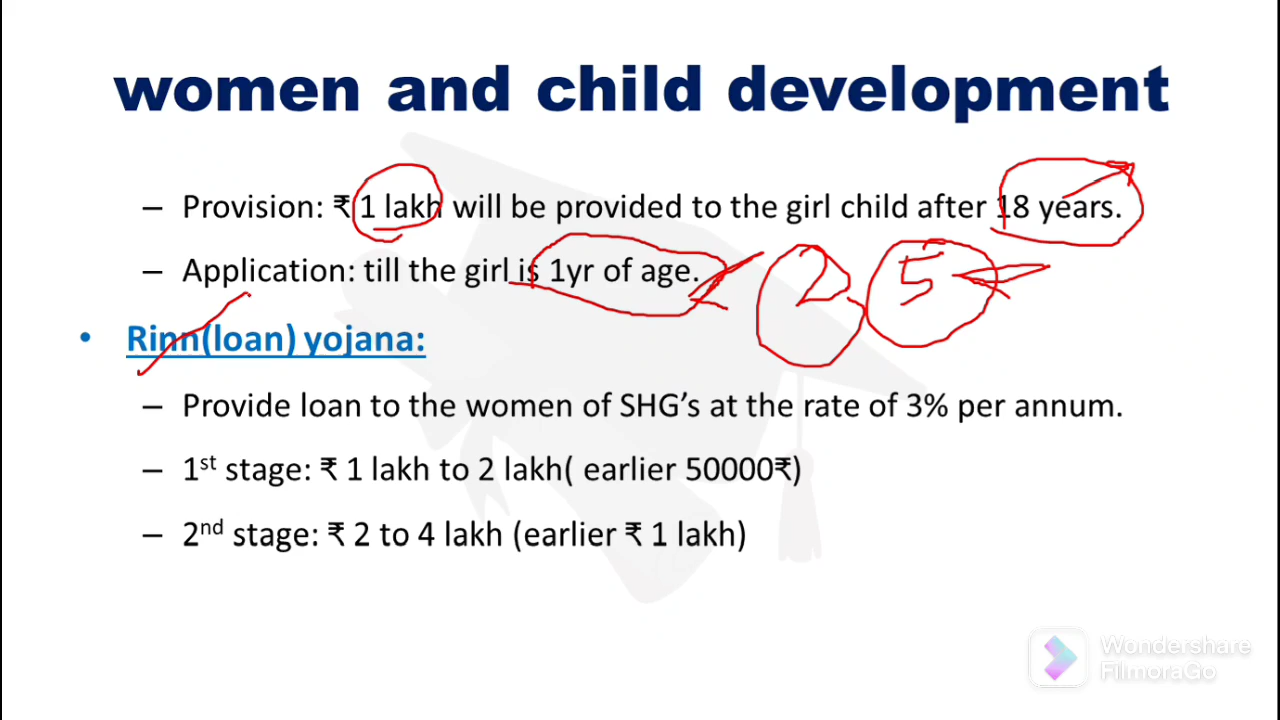 women and child development
– Provision: ₹ 1 lakh will be provided to the girl child after 18 years.
– Application: till the girl is 1yr of age. 2 5
• Rinn(loan) yojana:
– Provide loan to the women of SHG’s at the rate of 3% per annum.
– 1st stage: ₹ 1 lakh to 2 lakh( earlier 50000₹)
– 2nd stage: ₹ 2 to 4 lakh (earlier ₹ 1 lakh)
Wondershare
FilmoraGo